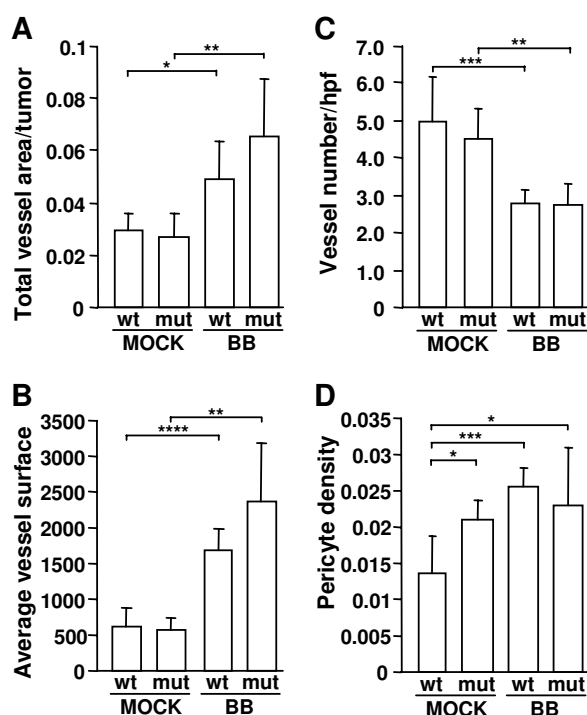 A
Total vessel area/tumor
0.1
0.08
0.06
0.04
0.02
0
*
**
wt mut wt mut
MOCK BB
C
Vessel number/hpf
7.0
6.0
5.0
4.0
3.0
2.0
1.0
0
***
**
wt mut wt mut
MOCK BB
B
Average vessel surface
3500
3000
2500
2000
1500
1000
500
0
****
**
wt mut wt mut
MOCK BB
D
Pericyte density
0.035
0.03
0.025
0.02
0.015
0.01
0.005
0
*
***
*
wt mut wt mut
MOCK BB